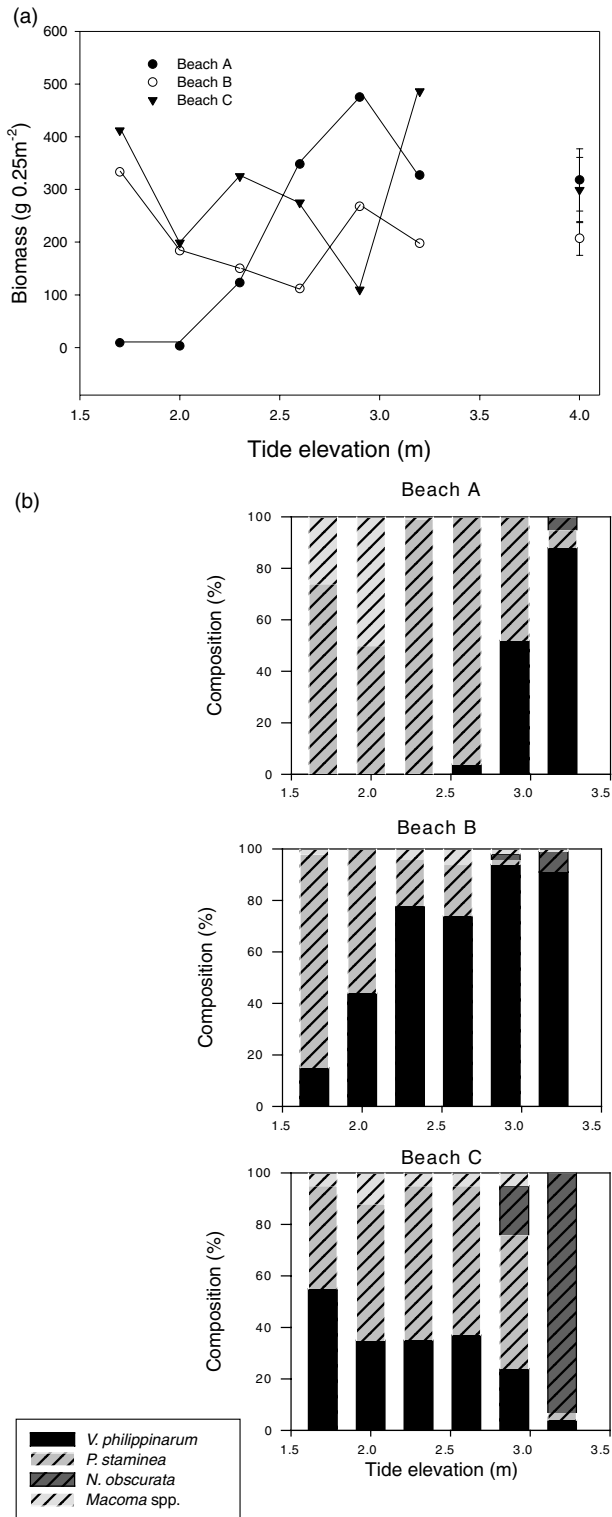 (a)
600
500
400
300
200
100
0
Biomass (g 0.25m-2)
Beach A
Beach B
Beach C
1.5 2.0 2.5 3.0 3.5 4.0
Tide elevation (m)
(b)
Beach A
100
80
60
40
20
0
Composition (%)
1.5 2.0 2.5 3.0 3.5
Beach B
100
80
60
40
20
0
Composition (%)
1.5 2.0 2.5 3.0 3.5
Beach C
100
80
60
40
20
0
Composition (%)
1.5 2.0 2.5 3.0 3.5
Tide elevation (m)
V. philippinarum
P. staminea
N. obscurata
Macoma spp.